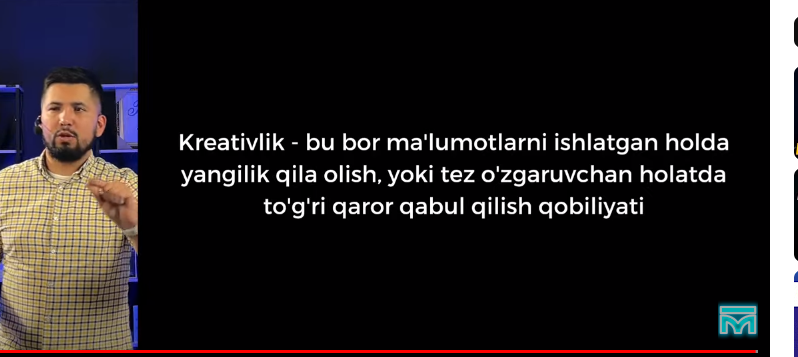 Kreativlik - bu bor ma'lumotlarni ishlatgan holda
yangilik qila olish, yoki tez o'zgaruvchan holatda
to'g'ri qaror qabul qilish qobiliyati